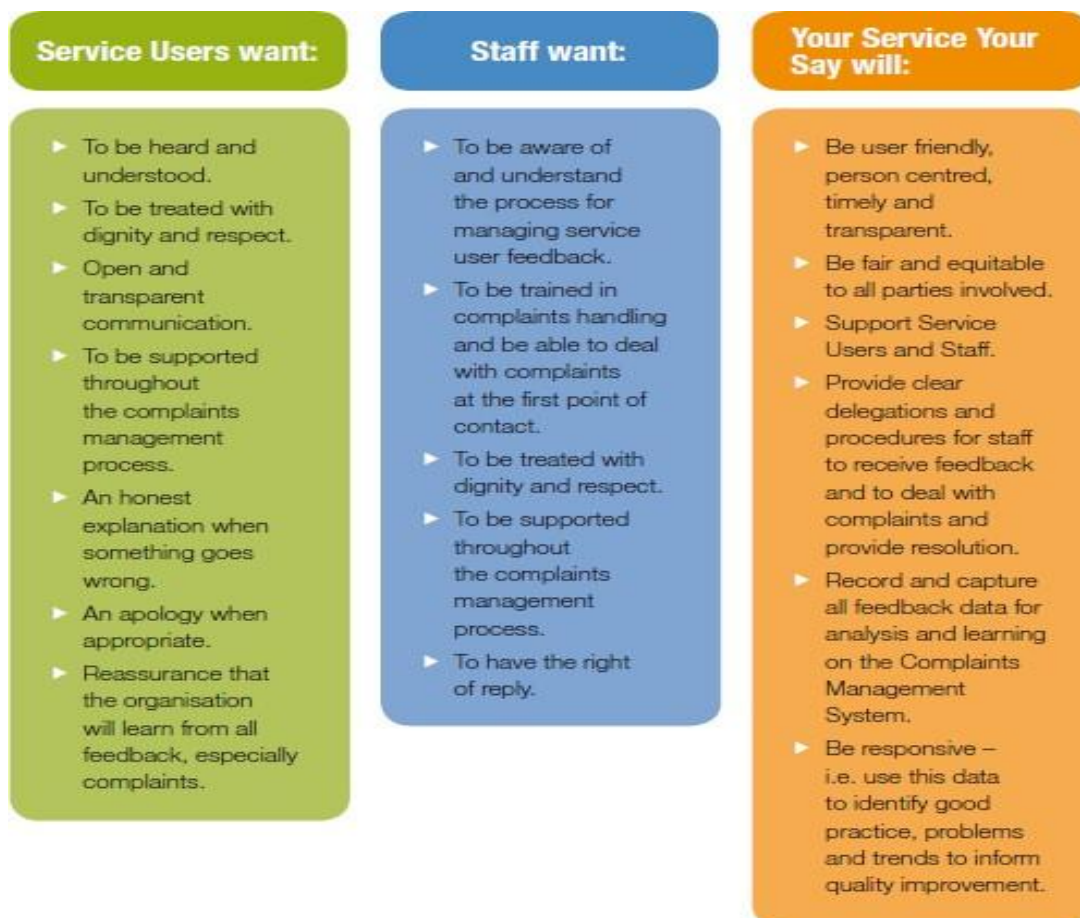 Service Users want:
To be heard and
understood.
To be treated with
dignity and respect.
Open and
transparent
communication.
To be supported
throughout
the complaints
management
process.
An honest
explanation when
something goes
wrong.
An apology when
appropriate.
Reassurance that
the organisation
will learn from all
feedback, especially
complaints.
Staff want:
To be aware of
and understand
the process for
managing service
user feedback.
To be trained in
complaints handling
and be able to deal
with complaints
at the first point of
contact.
To be treated with
dignity and respect.
To be supported
throughout
the complaints
management
process.
To have the right
of reply.
Your Service Your
Say will:
Be user friendly,
person centred,
timely and
transparent.
Be fair and equitable
to all parties involved.
Support Service
Users and Staff.
Provide clear
delegations and
procedures for staff
to receive feedback
and to deal with
complaints and
provide resolution.
Record and capture
all feedback data for
analysis and learning
on the Complaints
Management
System.
Be responsive –
i.e. use this data
to identify good
practice, problems
and trends to inform
quality improvement.